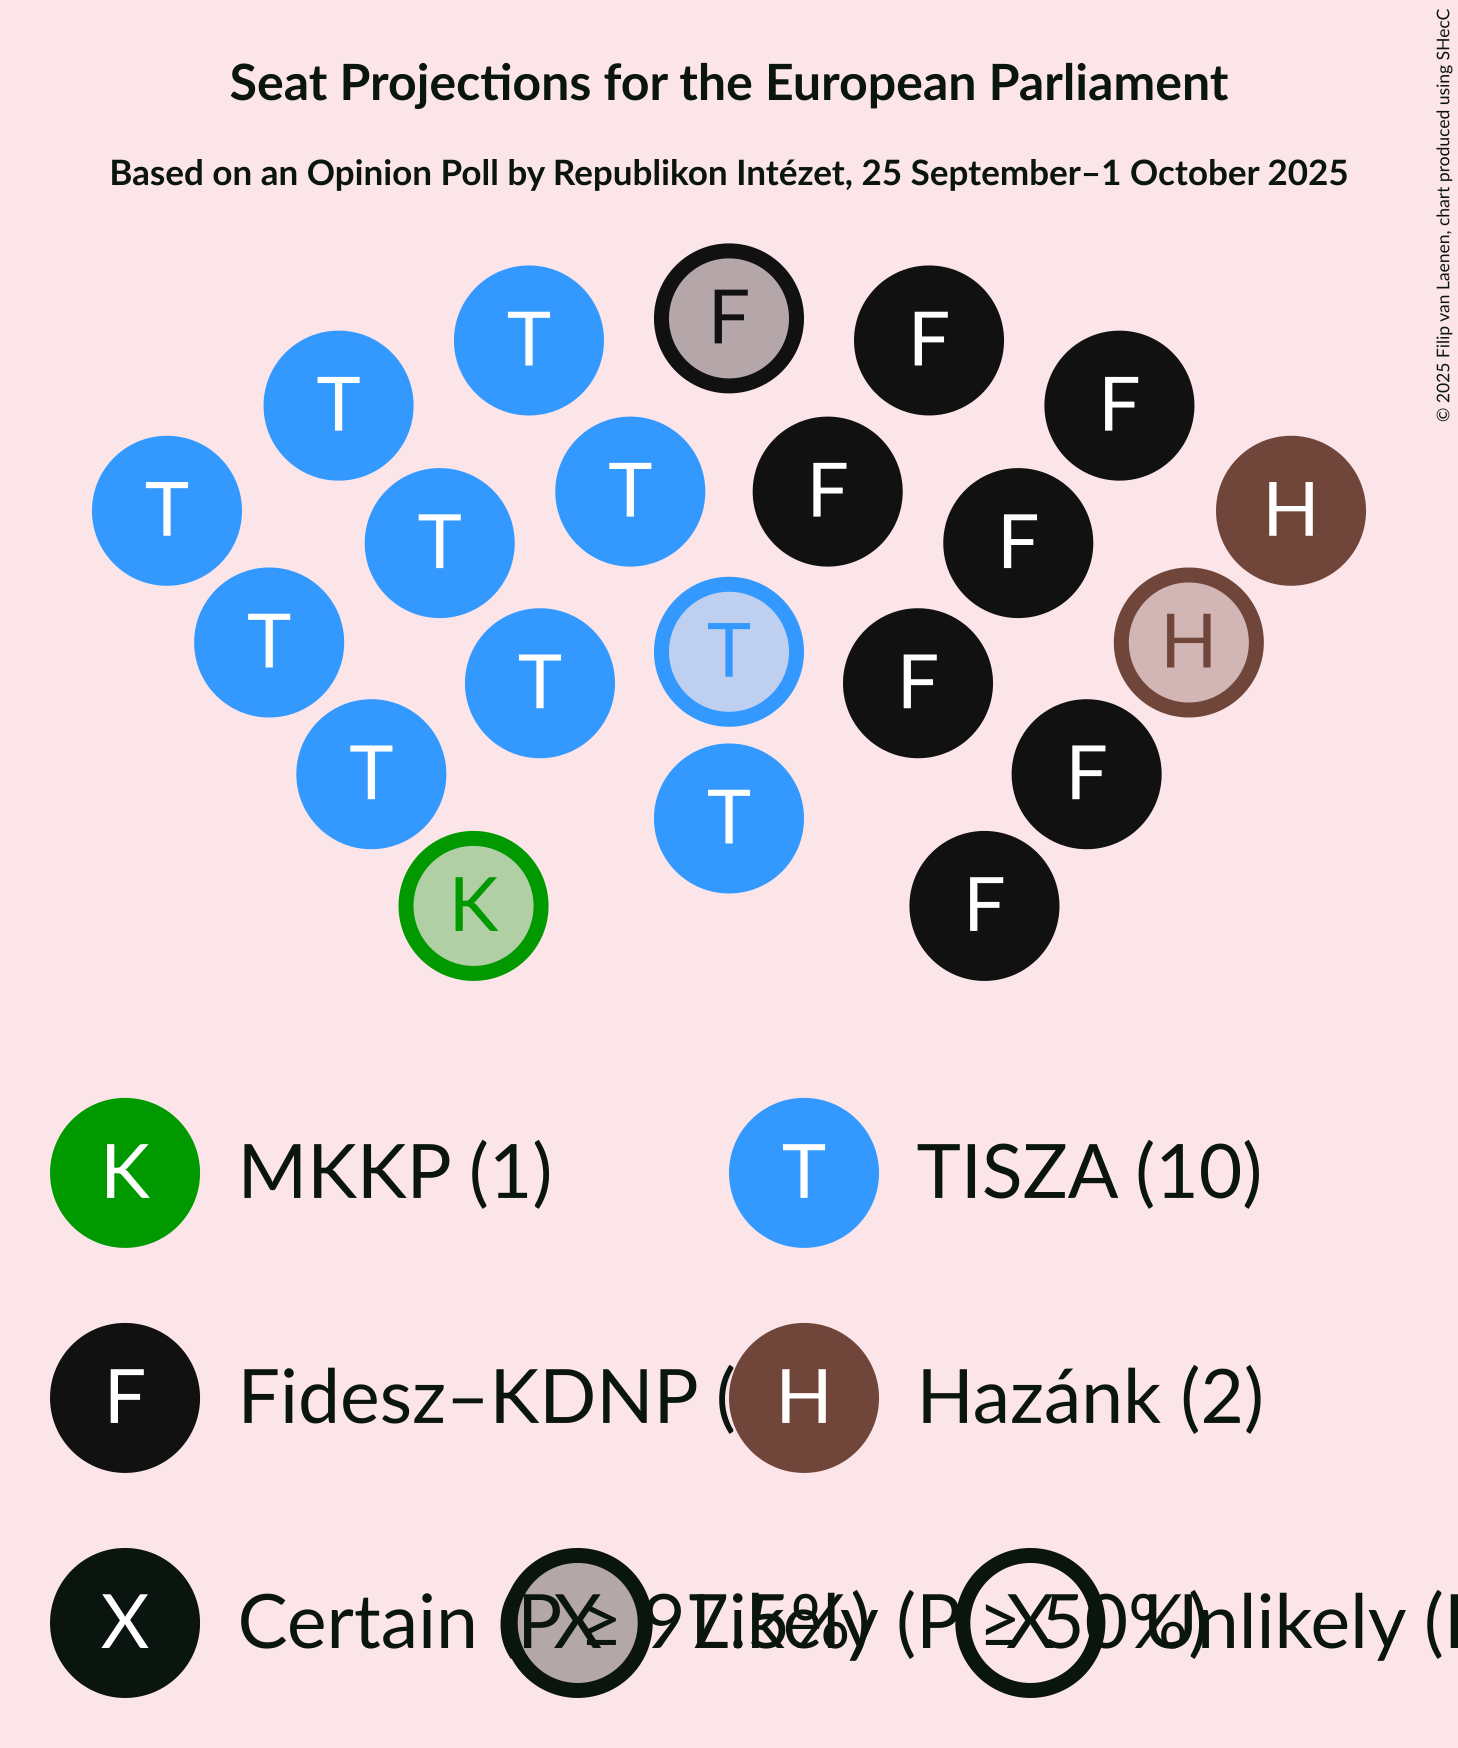 Seat Projections for the European Parliament
Based on an Opinion Poll by Republikon Intézet, 25 September–1 October 2025
© 2025 Filip van Laenen, chart produced using SHecC
F
T F
T F
T F
T H
T F
T H
T T F
T F
T
K F
K MKKP (1) T TISZA (10)
F Fidesz–KDNP ( H Hazánk (2)
X Certain (P ≥ 97.5%) X Likely (P ≥ 50%) X Unlikely (